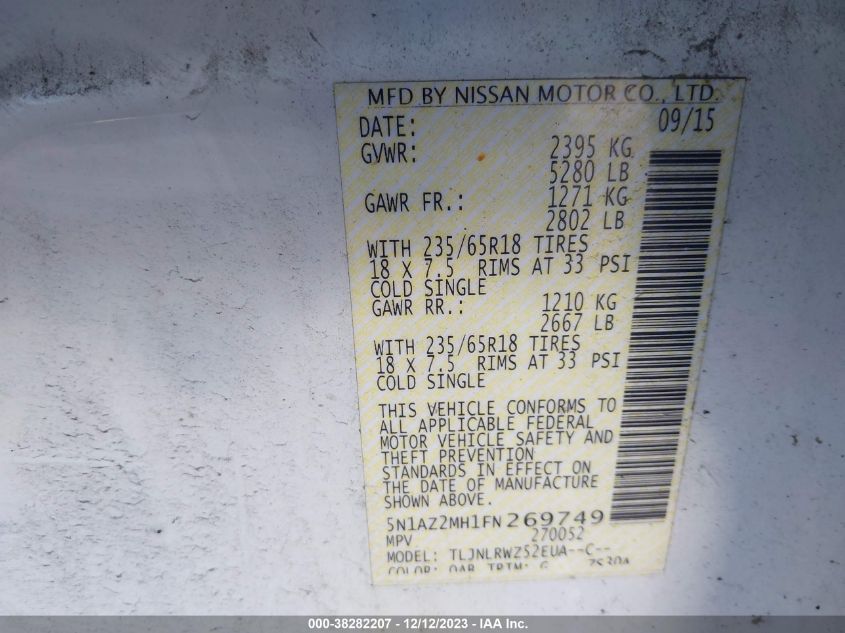 MFD BY NISSAN MOTOR CO., LTD.
DATE: 09/15
GVWR: 2395 KG
5280 LB
GAWR FR.: 1271 KG
2802 LB
WITH 235/65R18 TIRES
18 X 7.5 RIMS AT 33 PSI
COLD SINGLE
GAWR RR.: 1210 KG
2667 LB
WITH 235/65R18 TIRES
18 X 7.5 RIMS AT 33 PSI
COLD SINGLE
THIS VEHICLE CONFORMS TO
ALL APPLICABLE FEDERAL
MOTOR VEHICLE SAFETY AND
THEFT PREVENTION
STANDARDS IN EFFECT ON
THE DATE OF MANUFACTURE
SHOWN ABOVE.
5N1AZ2MH1FN269749
MPV 270052
MODEL: TLJNLRWZ52EUA--C--
COLOR: QAB TRIM: G
000-38282207 - 12/12/2023 - IAA Inc.